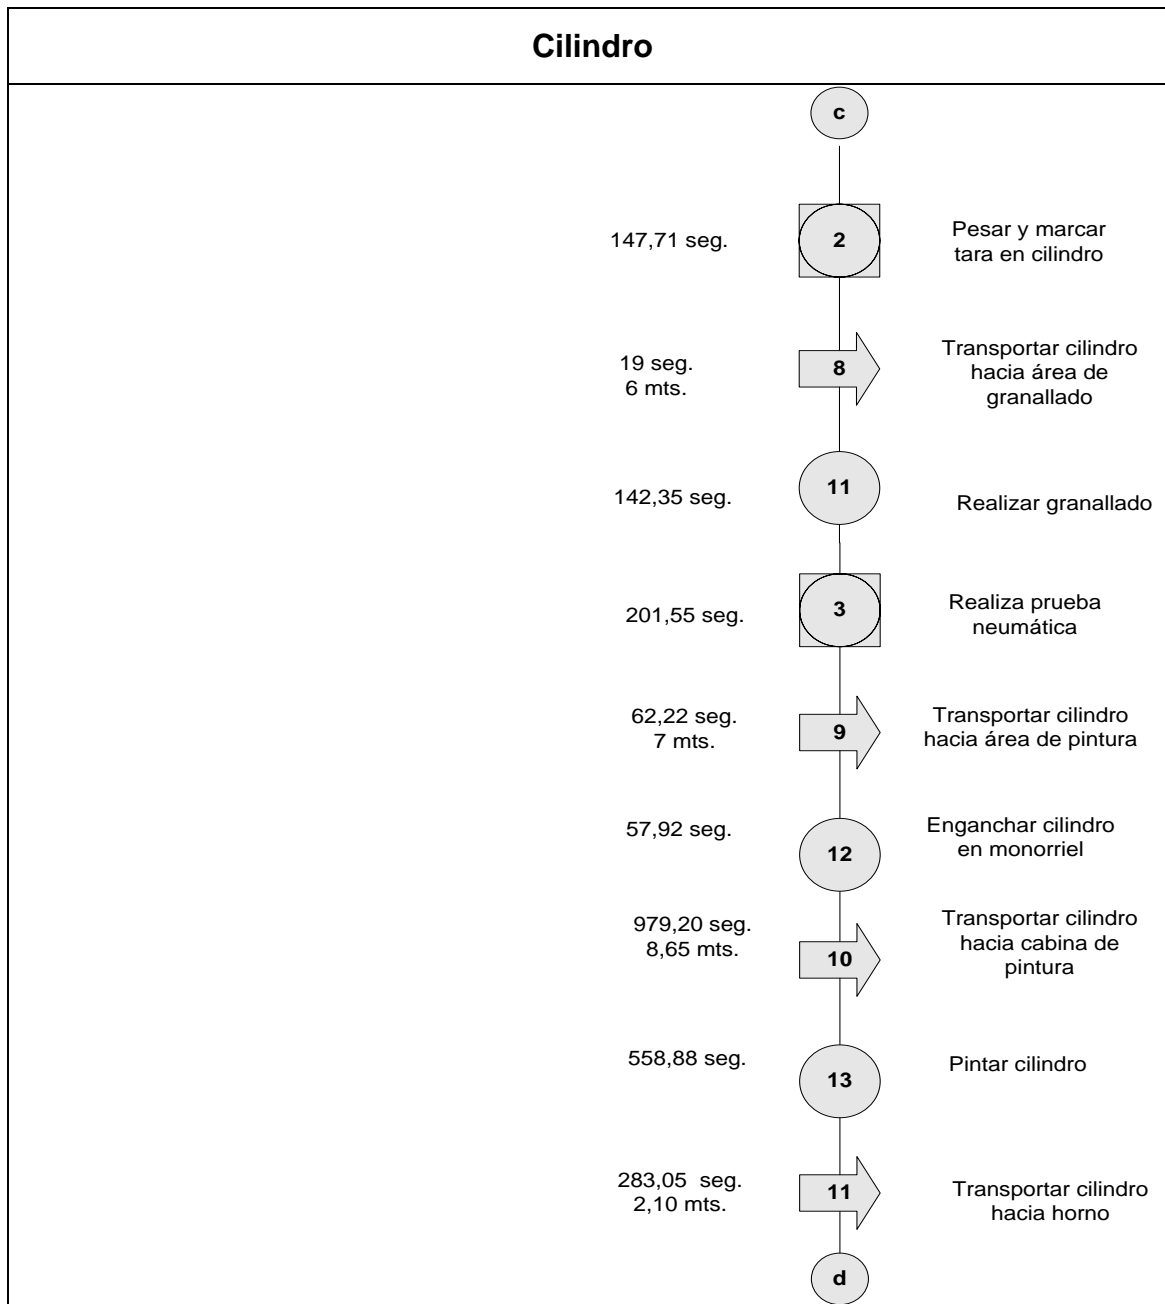 Cilindro
c
147,71 seg.
2
Pesar y marcar
tara en cilindro
19 seg.
6 mts.
8
Transportar cilindro
hacia área de
granallado
142,35 seg.
11
Realizar granallado
201,55 seg.
3
Realiza prueba
neumática
62,22 seg.
7 mts.
9
Transportar cilindro
hacia área de pintura
57,92 seg.
12
Enganchar cilindro
en monorriel
979,20 seg.
8,65 mts.
10
Transportar cilindro
hacia cabina de
pintura
558,88 seg.
13
Pintar cilindro
283,05 seg.
2,10 mts.
11
Transportar cilindro
hacia horno
d